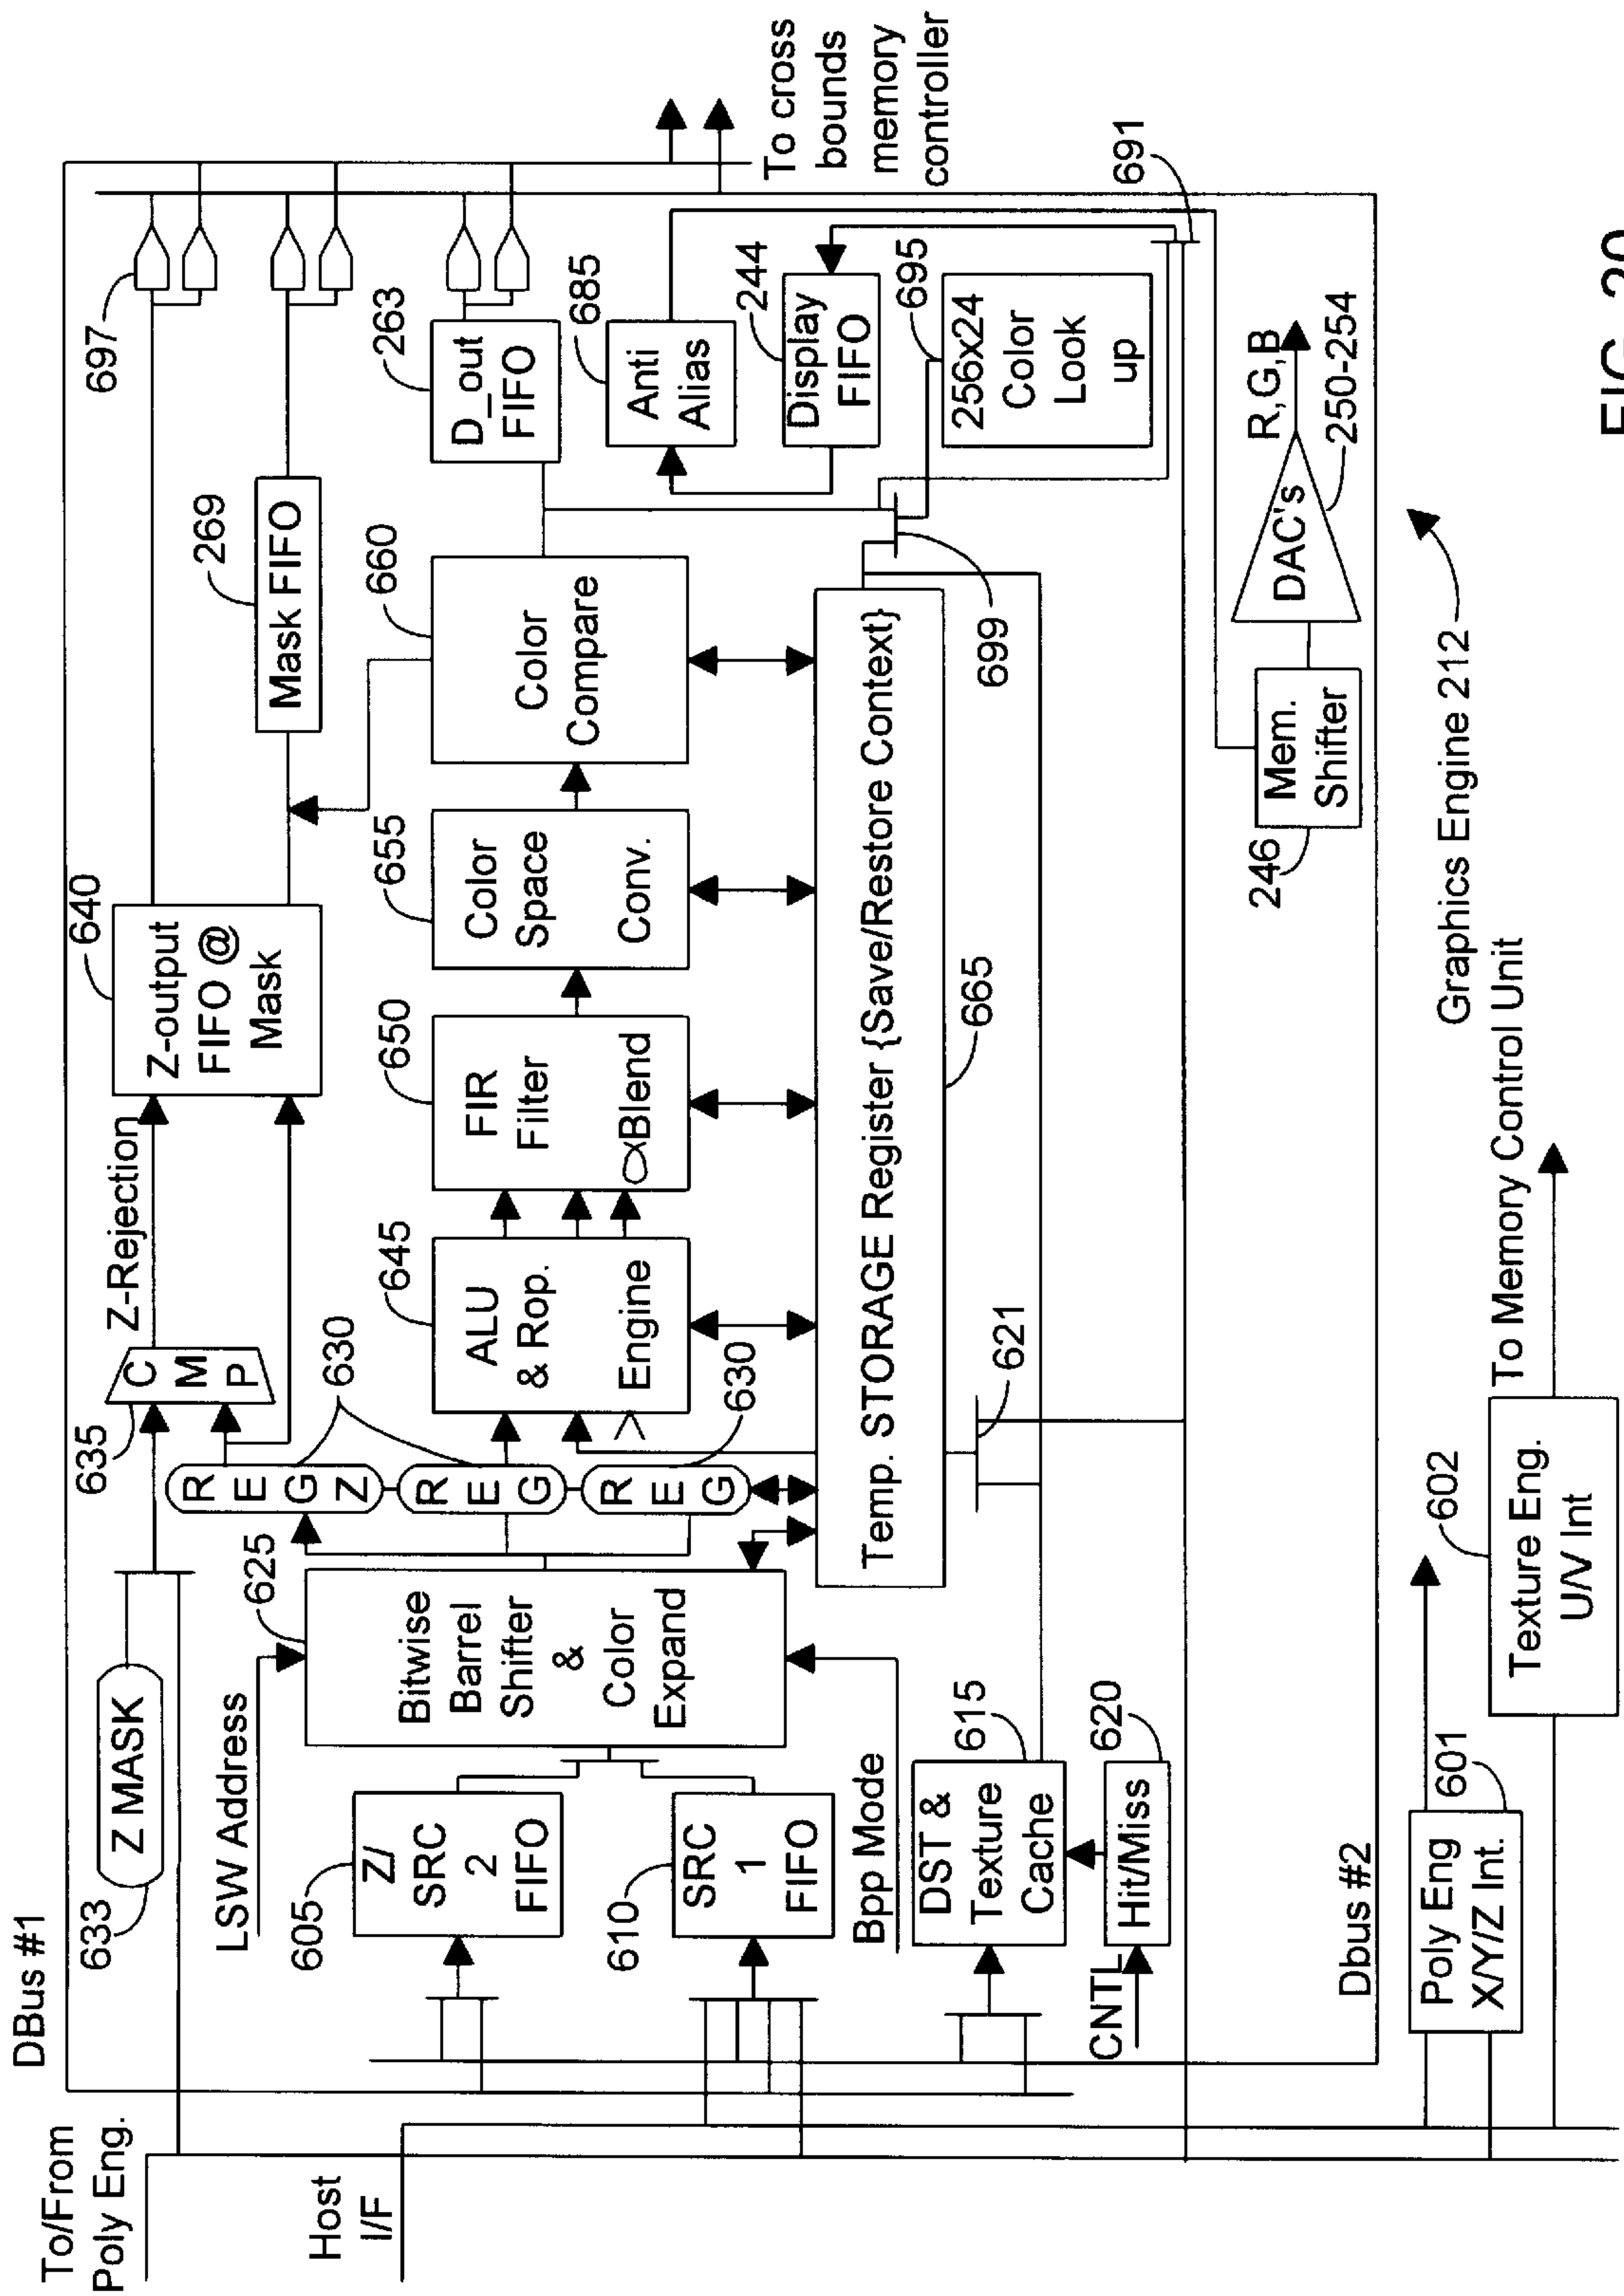 To/From
Poly Eng.
DBus #1
Host
I/F
633
Z MASK
635
C
M
P
Z-Rejection
640
Z-output
FIFO @
Mask
697
269
Mask FIFO
LSW Address
625
R
E
G
Z
R
E
G
R
E
G
630
630
605
Z/
SRC
2
FIFO
610
SRC
1
FIFO
Bitwise
Barrel
Shifter
&
Color
Expand
Bpp Mode
645
ALU
& Rop.
Engine
650
FIR
Filter
Blend
655
Color
Space
Conv.
660
Color
Compare
263
D_out
FIFO
685
Anti
Alias
244
Display
FIFO
695
256x24
Color
Look
up
To cross
bounds
memory
controller
691
Temp. STORAGE Register {Save/Restore Context}
665
699
621
615
DST &
Texture
Cache
620
Hit/Miss
CNTL
Dbus #2
246
Mem.
Shifter
DAC's
R,G,B
250-254
Graphics Engine 212
Poly Eng
X/Y/Z Int.
601
602
Texture Eng.
U/V Int
To Memory Control Unit
FIG. 20